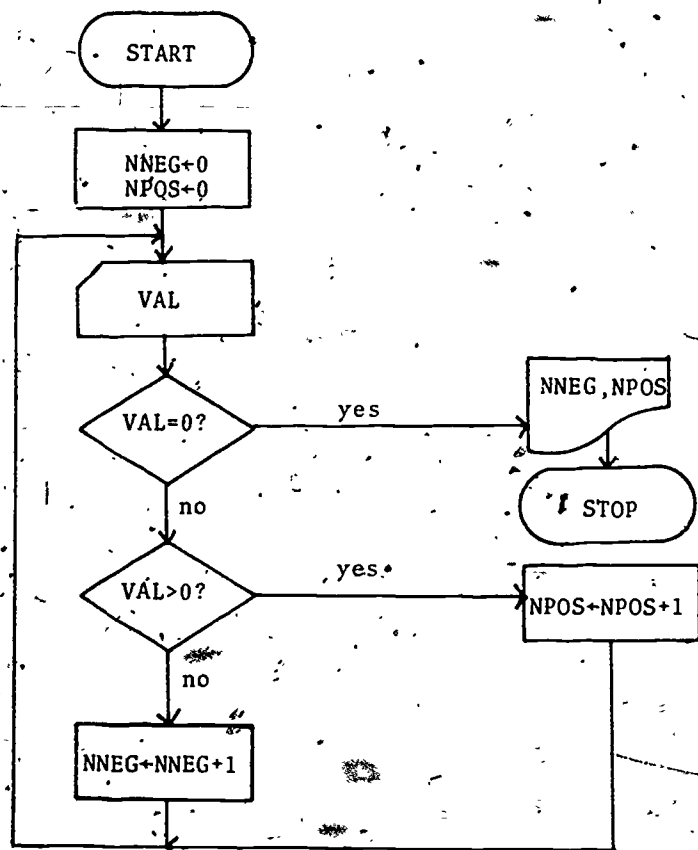 START
NNEG←0
NPOS←0
VAL
VAL=0?
yes
NNEG,NPOS
no
STOP
VAL>0?
yes
NPOS←NPOS+1
no
NNEG←NNEG+1